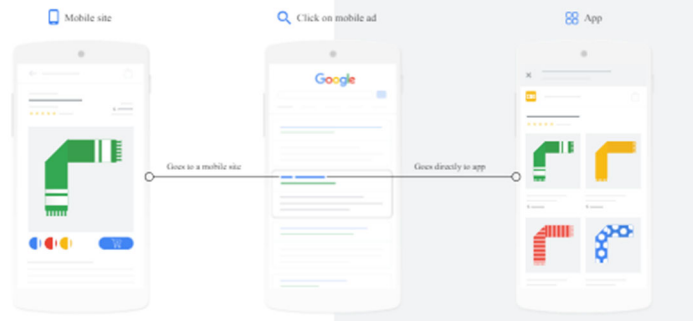 Mobile site
Click on mobile ad
App
Google
Goes to a mobile site
Goes directly to app